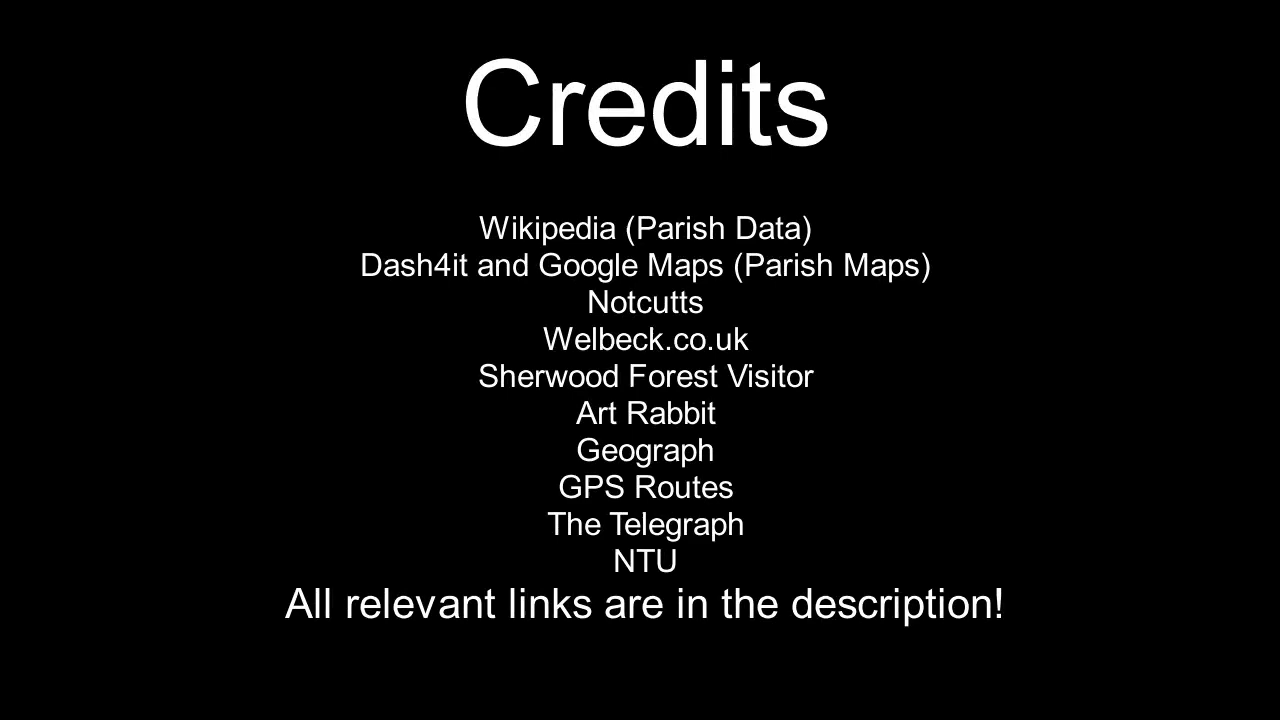 Credits
Wikipedia (Parish Data)
Dash4it and Google Maps (Parish Maps)
Notcutts
Welbeck.co.uk
Sherwood Forest Visitor
Art Rabbit
Geograph
GPS Routes
The Telegraph
NTU
All relevant links are in the description!